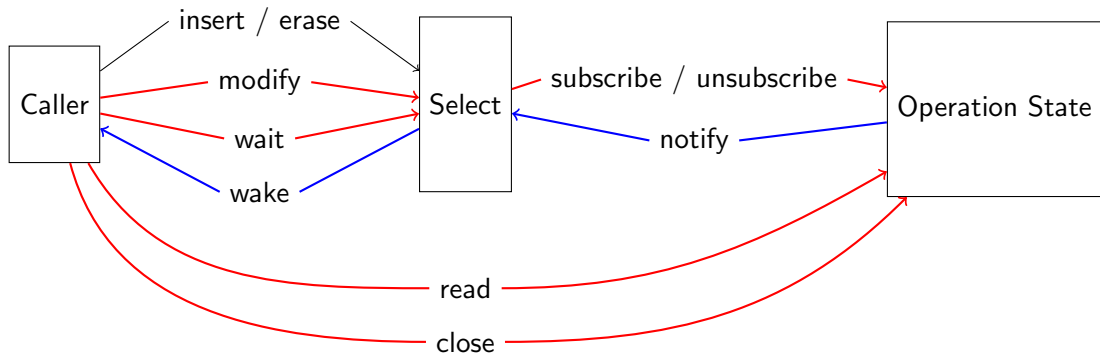 insert / erase
modify
Caller
Select
wait
wake
subscribe / unsubscribe
notify
Operation State
read
close